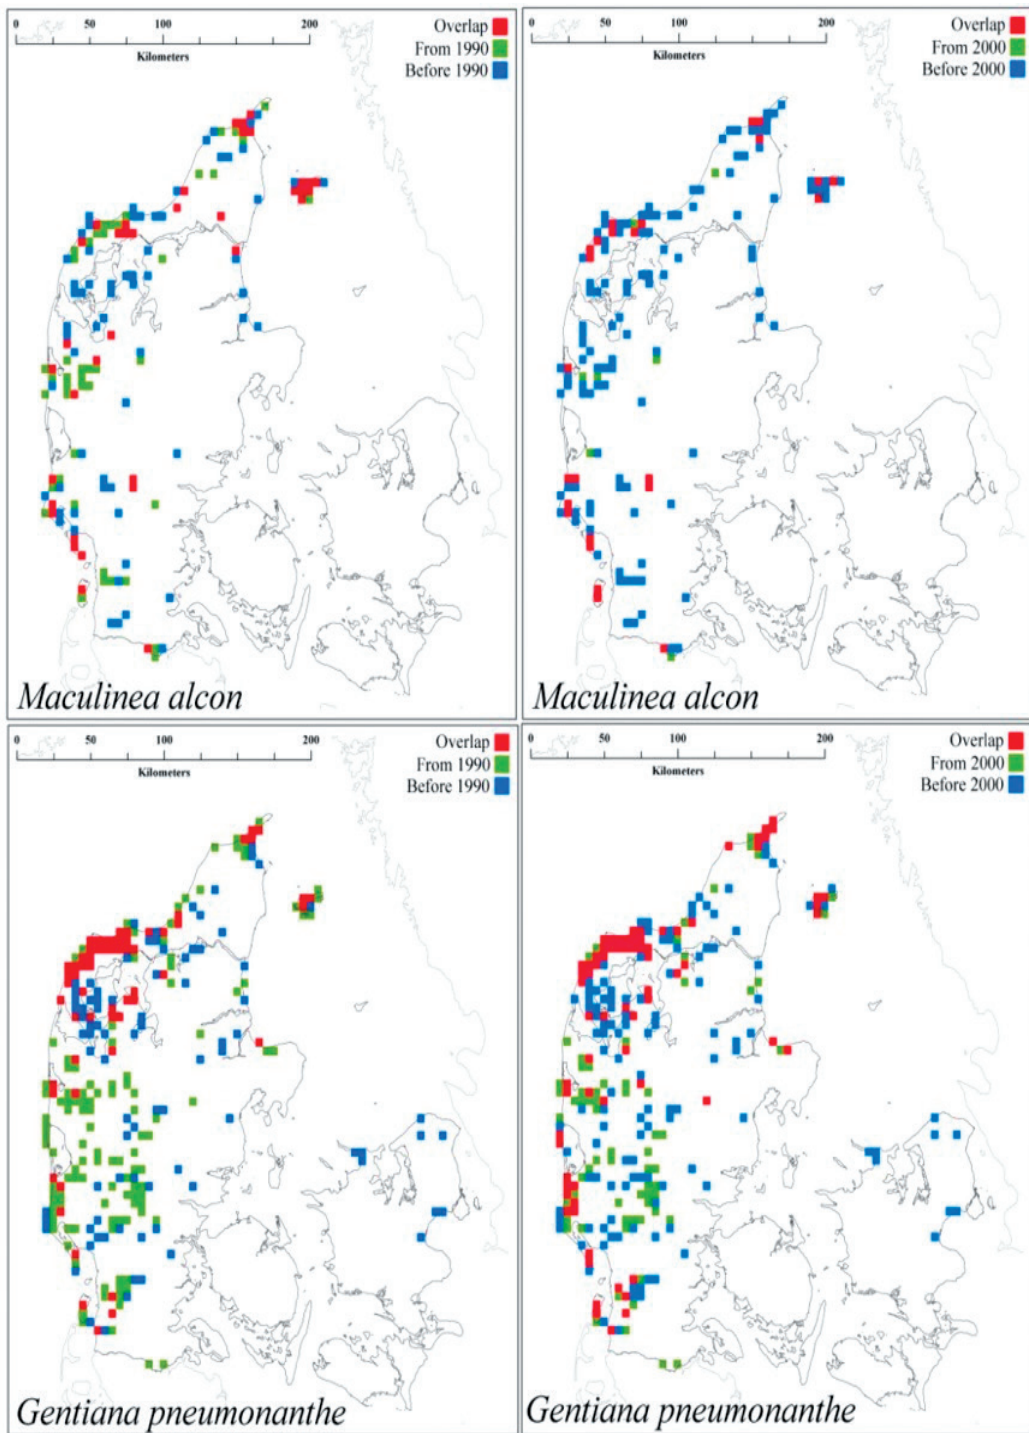 0 50 100 200
Kilometers
Overlap
From 1990
Before 1990
Maculinea alcon
0 50 100 200
Kilometers
Overlap
From 2000
Before 2000
Maculinea alcon
0 50 100 200
Kilometers
Overlap
From 1990
Before 1990
Gentiana pneumonanthe
0 50 100 200
Kilometers
Overlap
From 2000
Before 2000
Gentiana pneumonanthe